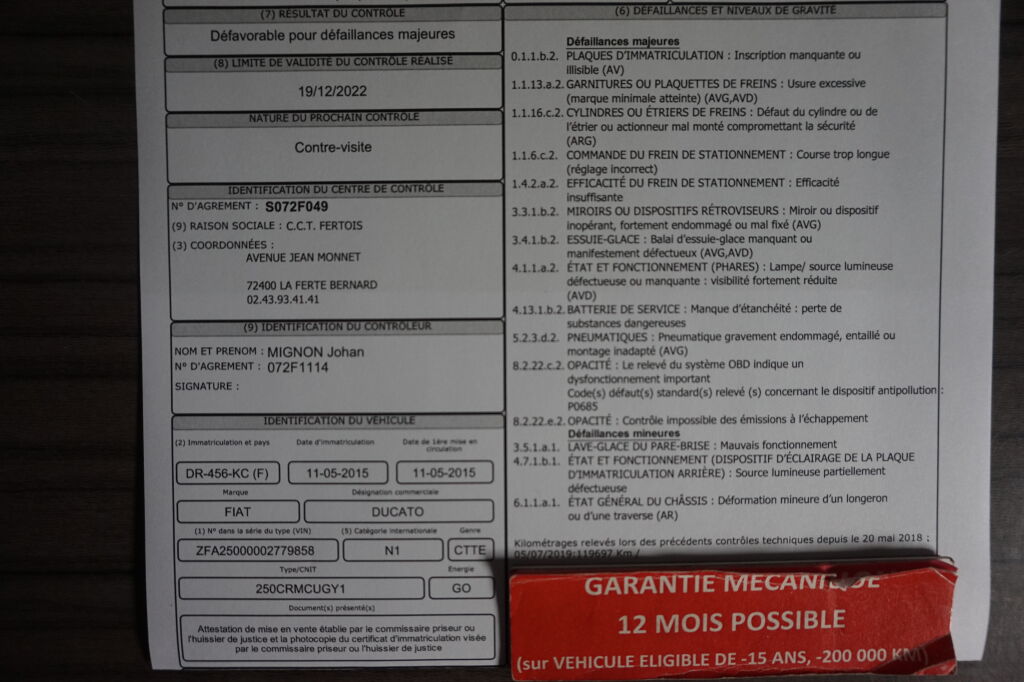 (7) RESULTAT DU CONTRÔLE
Défavorable pour défaillances majeures
(8) LIMITE DE VALIDITÉ DU CONTRÔLE RÉALISÉ
19/12/2022
NATURE DU PROCHAIN CONTRÔLE
Contre-visite
IDENTIFICATION DU CENTRE DE CONTRÔLE
N° D'AGREMENT : S072F049
(9) RAISON SOCIALE : C.C.T. FERTOIS
(3) COORDONNÉES :
AVENUE JEAN MONNET
72400 LA FERTE BERNARD
02.43.93.41.41
(9) IDENTIFICATION DU CONTRÔLEUR
NOM ET PRENOM : MIGNON Johan
N° D'AGREMENT : 072F1114
SIGNATURE :
IDENTIFICATION DU VÉHICULE
(2) Immatriculation et pays
Date d'immatriculation
Date de 1ère mise en
circulation
DR-456-KC (F)
11-05-2015
11-05-2015
Marque
Désignation commerciale
FIAT
DUCATO
(1) N° dans la série du type (VIN)
(5) Catégorie internationale
Genre
ZFA25000002779858
N1
CTTE
Type/CNIT
Energie
250CRMCUGY1
GO
Document(s) présenté(s)
Attestation de mise en vente établie par le commissaire priseur ou
l'huissier de justice et la photocopie du certificat d'immatriculation visée
par le commissaire priseur ou l'huissier de justice
(6) DÉFAILLANCES ET NIVEAUX DE GRAVITÉ
Défaillances majeures
0.1.1.b.2. PLAQUES D'IMMATRICULATION : Inscription manquante ou
illisible (AV)
1.1.13.a.2. GARNITURES OU PLAQUETTES DE FREINS : Usure excessive
(marque minimale atteinte) (AVG,AVD)
1.1.16.c.2. CYLINDRES OU ÉTRIERS DE FREINS : Défaut du cylindre ou de
l'étrier ou actionneur mal monté compromettant la sécurité
(ARG)
1.1.6.c.2. COMMANDE DU FREIN DE STATIONNEMENT : Course trop longue
(réglage incorrect)
1.4.2.a.2. EFFICACITÉ DU FREIN DE STATIONNEMENT : Efficacité
insuffisante
3.3.1.b.2. MIROIRS OU DISPOSITIFS RÉTROVISEURS : Miroir ou dispositif
inopérant, fortement endommagé ou mal fixé (AVG)
3.4.1.b.2. ESSUIE-GLACE : Balai d'essuie-glace manquant ou
manifestement défectueux (AVG,AVD)
4.1.1.a.2. ÉTAT ET FONCTIONNEMENT (PHARES) : Lampe/ source lumineuse
défectueuse ou manquante : visibilité fortement réduite
(AVD)
4.13.1.b.2. BATTERIE DE SERVICE : Manque d'étanchéité : perte de
substances dangereuses
5.2.3.d.2. PNEUMATIQUES : Pneumatique gravement endommagé, entaillé ou
montage inadapté (AVG)
8.2.22.c.2. OPACITÉ : Le relevé du système OBD indique un
dysfonctionnement important
Code(s) défaut(s) standard(s) relevé (s) concernant le dispositif antipollution :
P0685
8.2.22.e.2. OPACITÉ : Contrôle impossible des émissions à l'échappement
Défaillances mineures
3.5.1.a.1. LAVE-GLACE DU PARE-BRISE : Mauvais fonctionnement
4.7.1.b.1. ÉTAT ET FONCTIONNEMENT (DISPOSITIF D'ÉCLAIRAGE DE LA PLAQUE
D'IMMATRICULATION ARRIÈRE) : Source lumineuse partiellement
défectueuse
6.1.1.a.1. ÉTAT GÉNÉRAL DU CHÂSSIS : Déformation mineure d'un longeron
ou d'une traverse (AR)
Kilométrages relevés lors des précédents contrôles techniques depuis le 20 mai 2018 :
05/07/2019:119697 Km /
GARANTIE MECANIQUE
12 MOIS POSSIBLE
(sur VEHICULE ELIGIBLE DE -15 ANS, -200 000 KM)